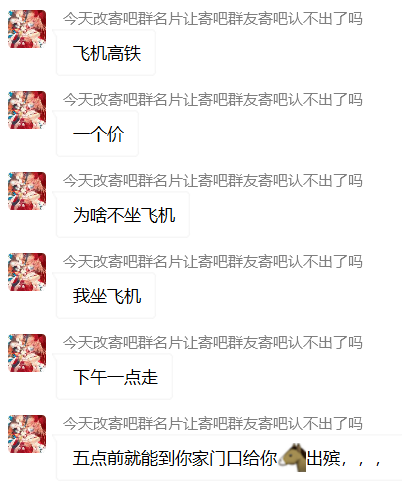 今天改寄吧群名片让寄吧群友寄吧认不出了吗
飞机高铁
今天改寄吧群名片让寄吧群友寄吧认不出了吗
一个价
今天改寄吧群名片让寄吧群友寄吧认不出了吗
为啥不坐飞机
今天改寄吧群名片让寄吧群友寄吧认不出了吗
我坐飞机
今天改寄吧群名片让寄吧群友寄吧认不出了吗
下午一点走
今天改寄吧群名片让寄吧群友寄吧认不出了吗
五点前就能到你家门口给你🐴出殡，，，